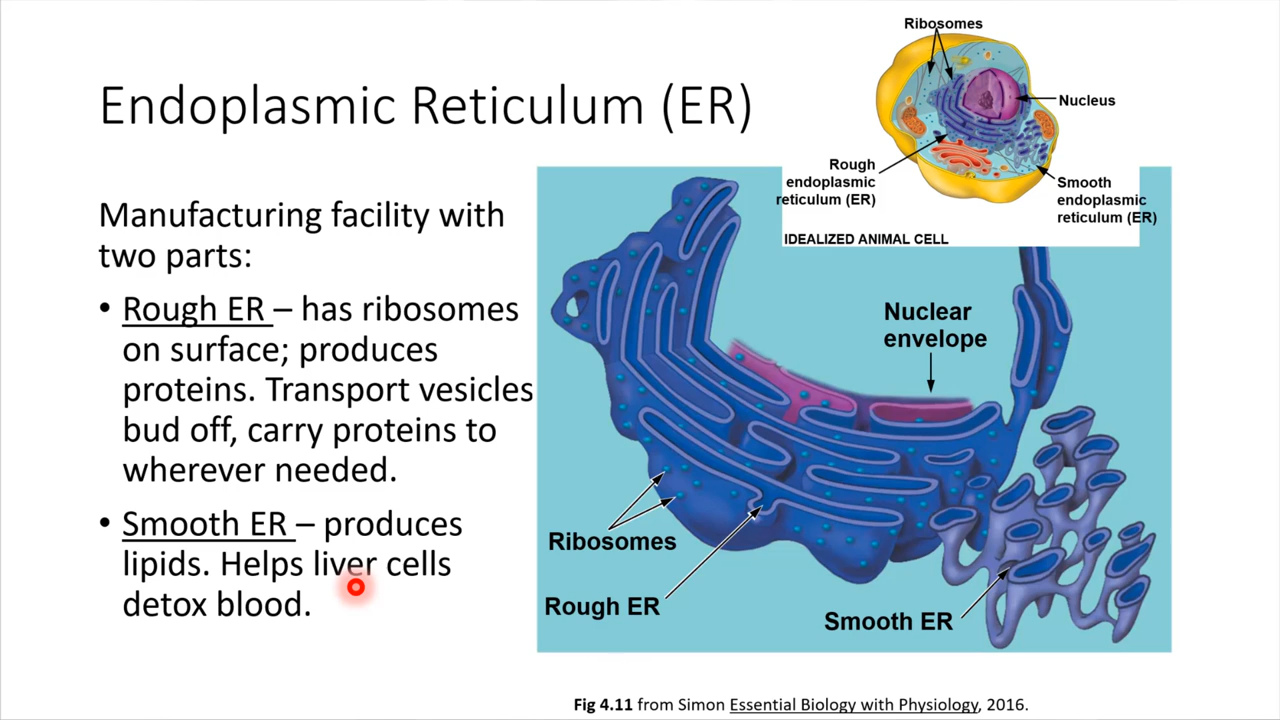 Endoplasmic Reticulum (ER)
Manufacturing facility with
two parts:
• Rough ER – has ribosomes
on surface; produces
proteins. Transport vesicles
bud off, carry proteins to
wherever needed.
• Smooth ER – produces
lipids. Helps liver cells
detox blood.
Ribosomes
Nucleus
Rough
endoplasmic
reticulum (ER)
Smooth
endoplasmic
reticulum (ER)
IDEALIZED ANIMAL CELL
Nuclear
envelope
Ribosomes
Rough ER
Smooth ER
Fig 4.11 from Simon Essential Biology with Physiology, 2016.